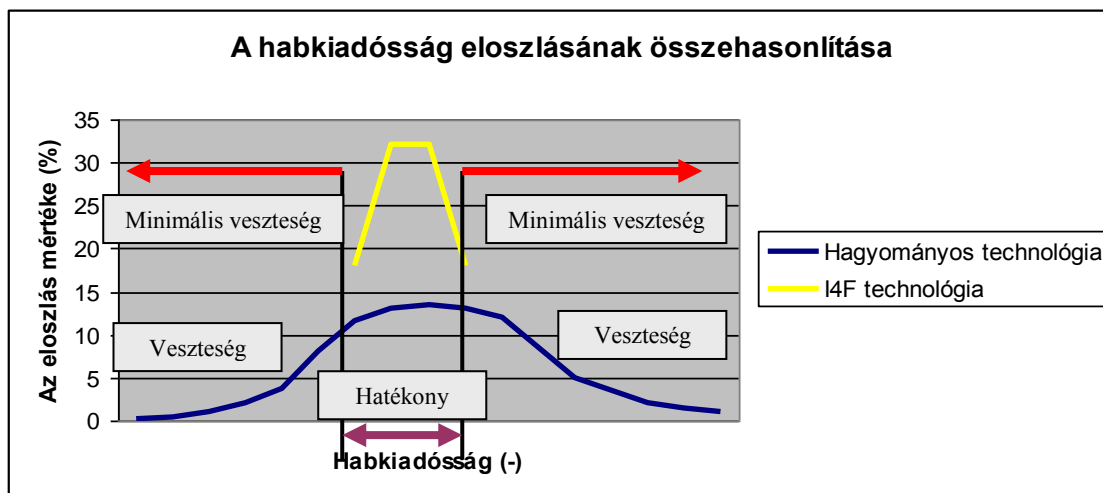 A habkiadósság eloszlásának összehasonlítása
Az eloszlás mértéke (%)
35
30
25
20
15
10
5
0
Minimális veszteség
Minimális veszteség
Veszteség
Veszteség
Hatékony
Habkiadósság (-)
Hagyományos technológia
I4F technológia